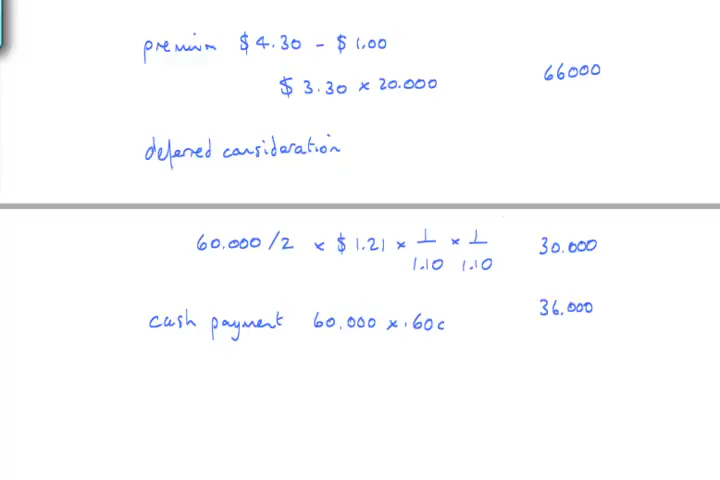 premium $4.30 - $1.00
$3.30 × 20.000 66000
deferred consideration
60.000/2 × $1.21 × 1/1.10 × 1/1.10 30.000
cash payment 60.000 × .60c 36.000